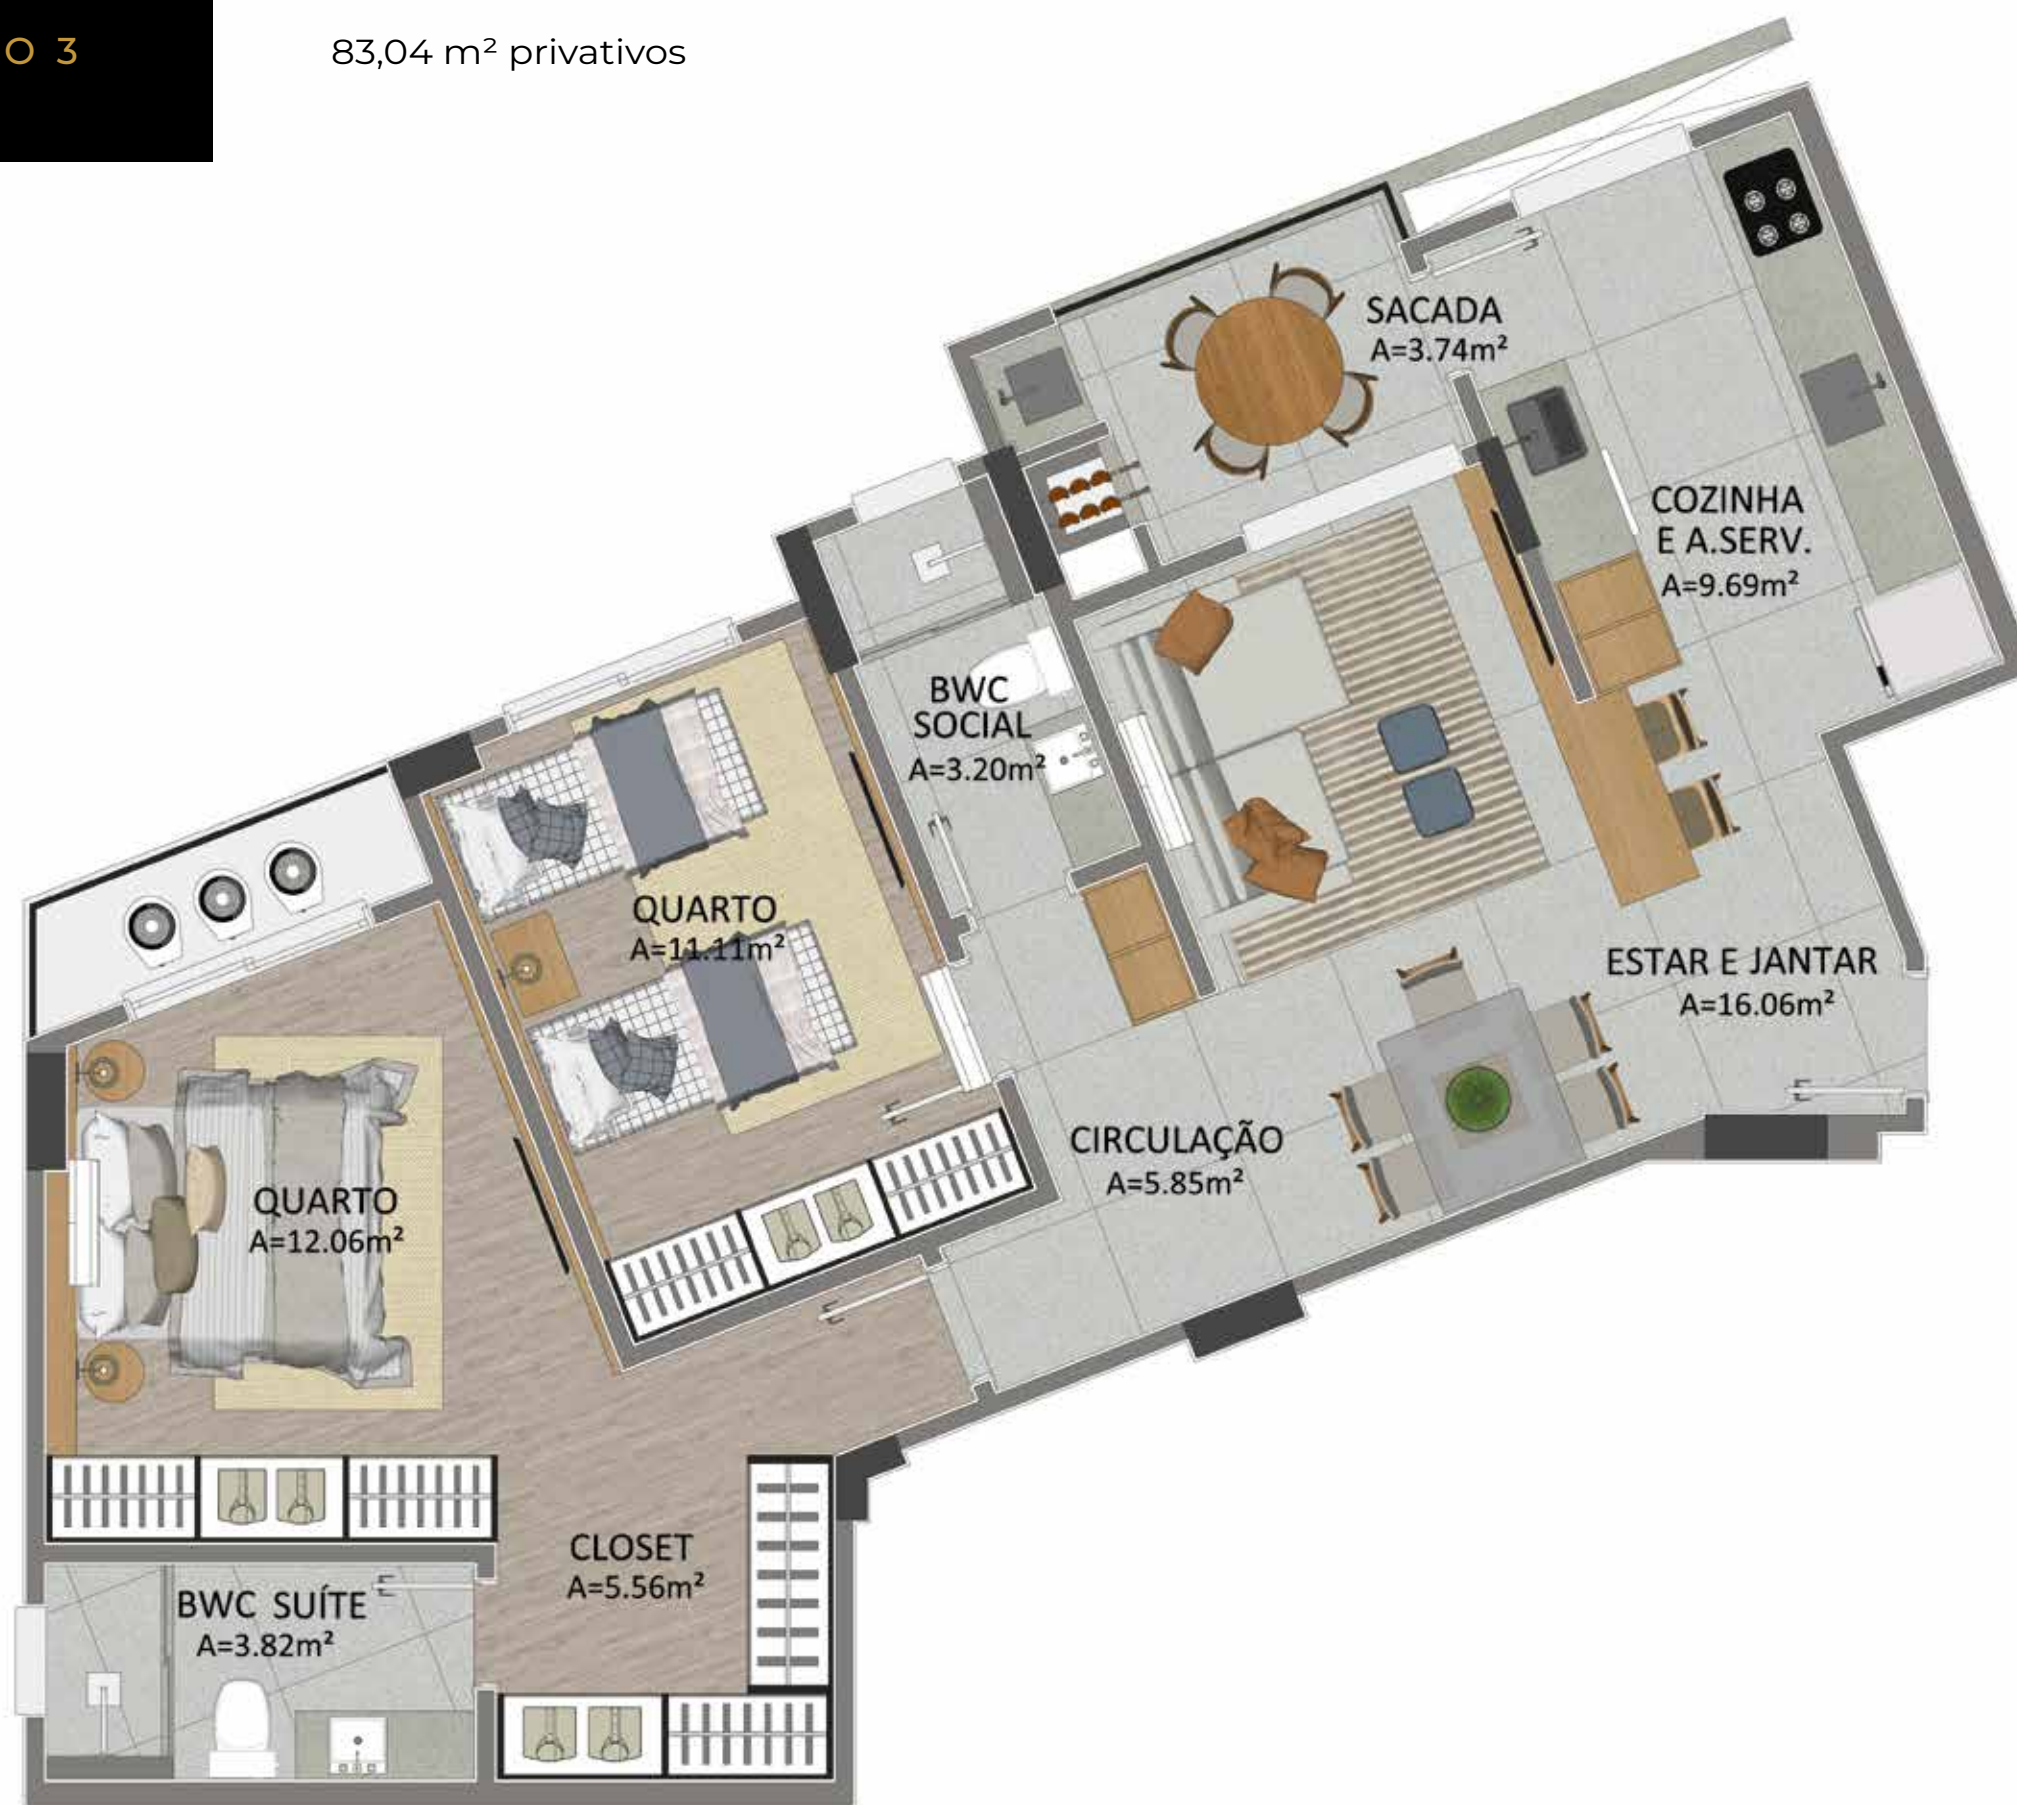 O 3
83,04 m² privativos
SACADA
A=3.74m²
COZINHA
E A.SERV.
A=9.69m²
BWC
SOCIAL
A=3.20m²
QUARTO
A=11.11m²
ESTAR E JANTAR
A=16.06m²
CIRCULAÇÃO
A=5.85m²
QUARTO
A=12.06m²
CLOSET
A=5.56m²
BWC SUÍTE
A=3.82m²